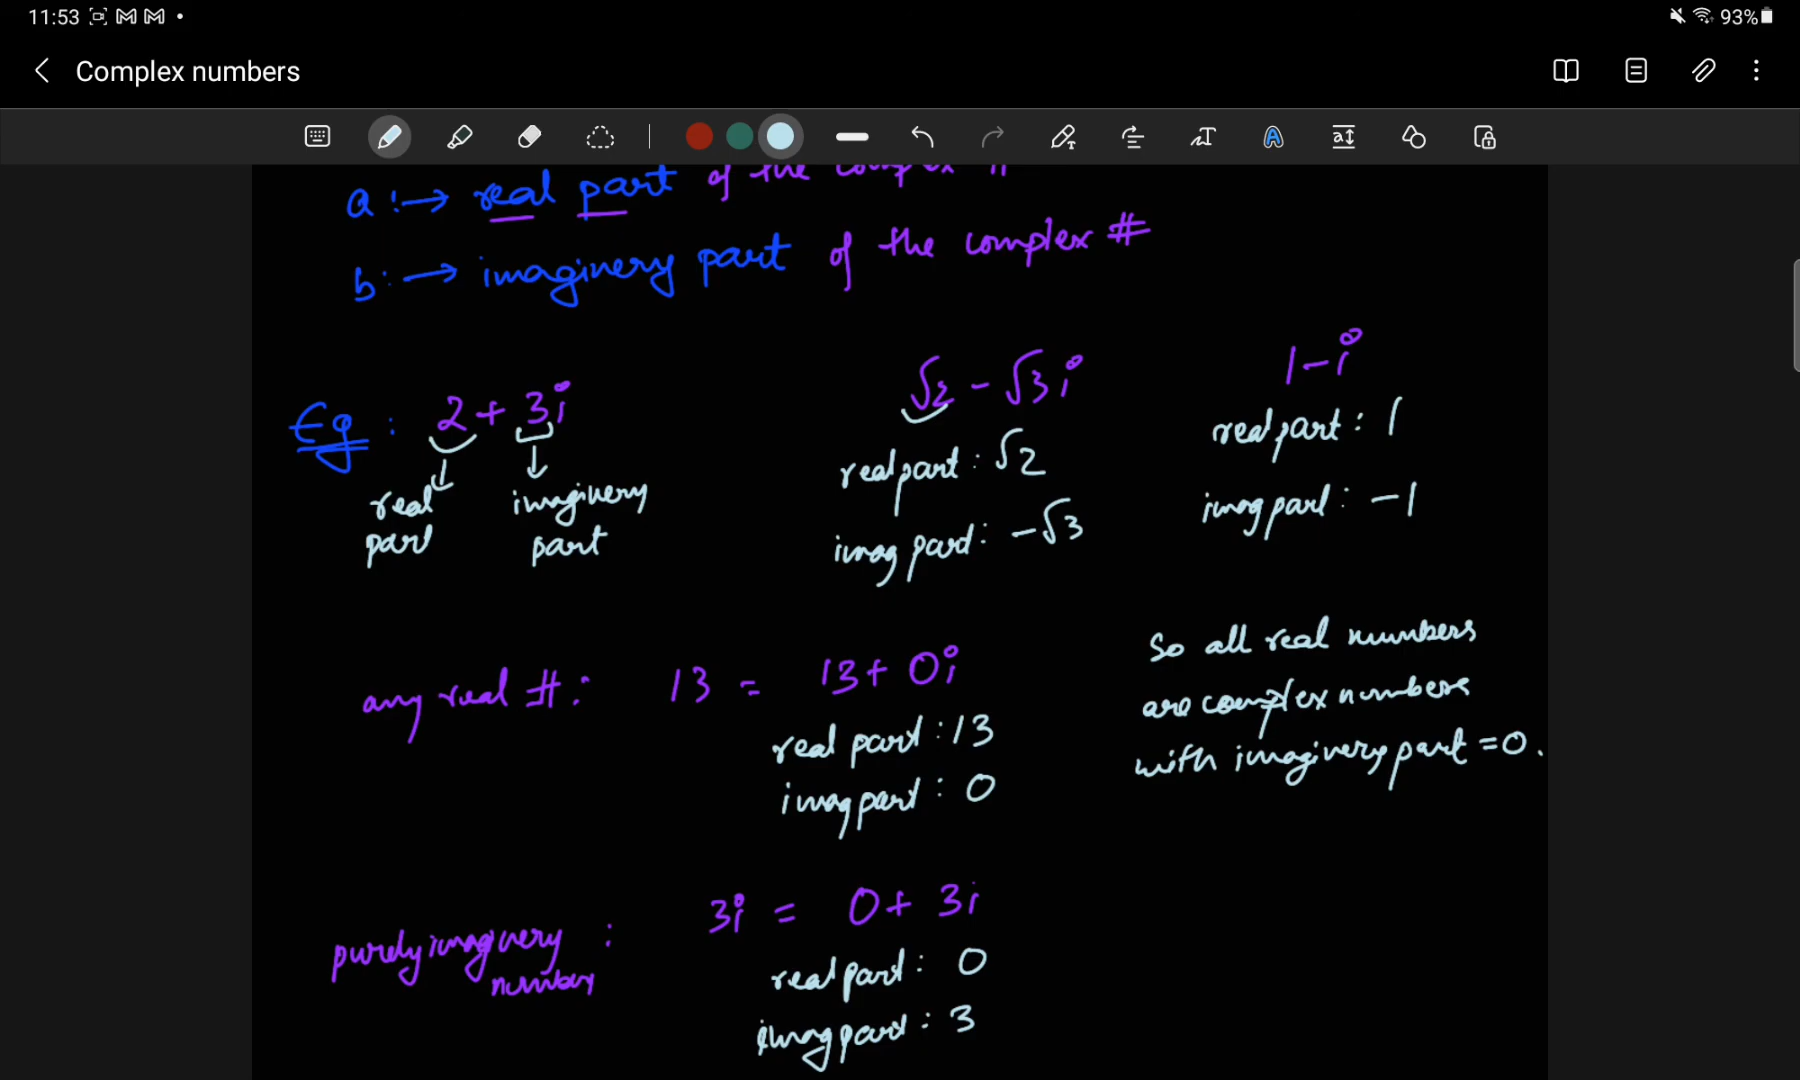 11:53
93%
Complex numbers
a :→ real part of the complex #
b :→ imaginery part of the complex #
Eg : 2 + 3i
real part
imaginery part
√2 - √3 i
real part : √2
imag part : -√3
1 - i
real part : 1
imag part : -1
any real # : 13 = 13 + 0i
real part : 13
imag part : 0
So all real numbers
are complex numbers
with imaginery part = 0.
purely imaginery number : 3i = 0 + 3i
real part : 0
imag part : 3